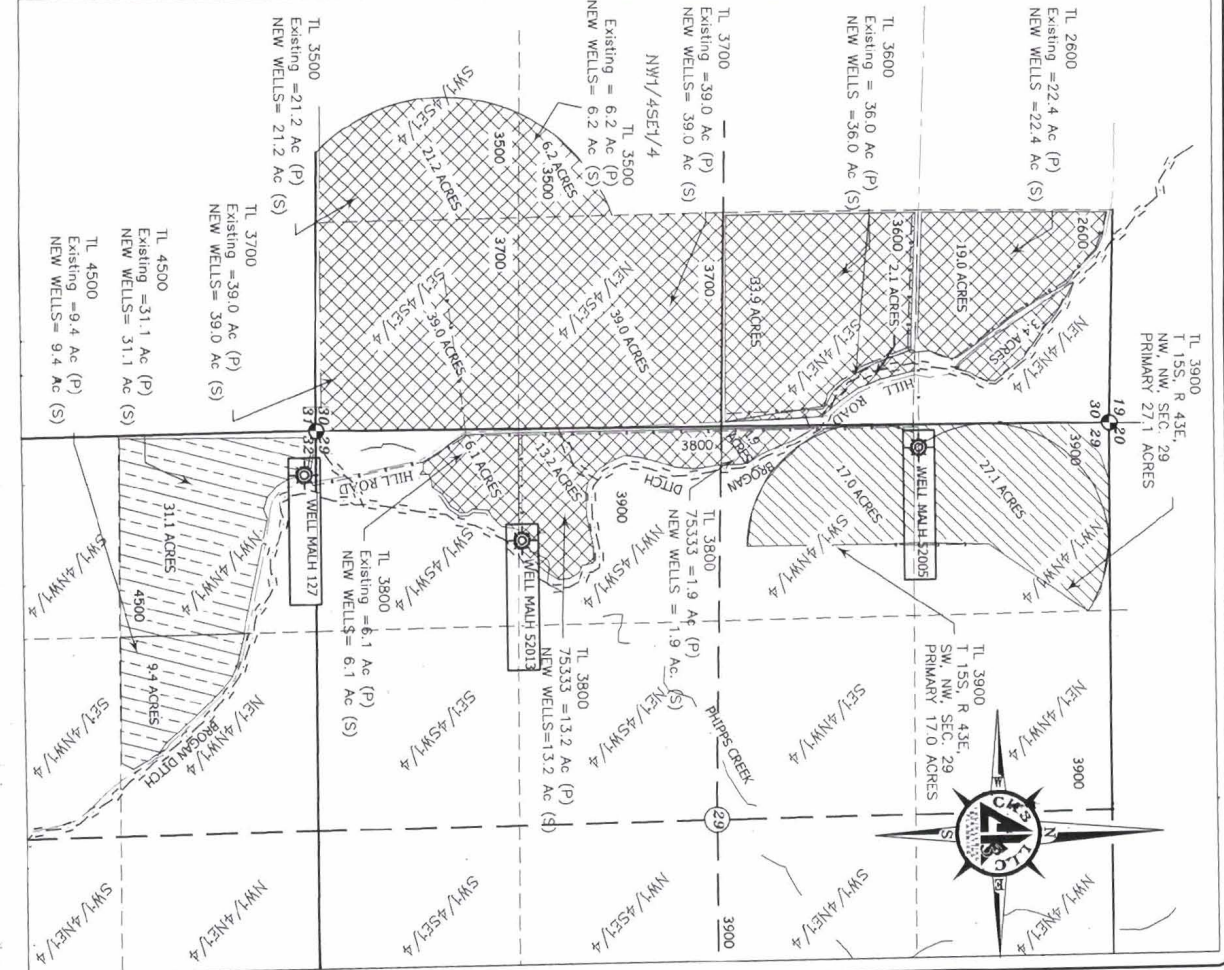 TL 2600
Existing =22.4 Ac (P)
NEW WELLS =22.4 Ac (S)
TL 3600
Existing = 36.0 Ac (P)
NEW WELLS =36.0 Ac (S)
TL 3700
Existing =39.0 Ac (P)
NEW WELLS= 39.0 Ac (S)
NW1/4SE1/4
TL 3500
Existing = 6.2 Ac (P)
NEW WELLS= 6.2 Ac (S)
TL 3500
Existing =21.2 Ac (P)
NEW WELLS= 21.2 Ac (S)
TL 3700
Existing =39.0 Ac (P)
NEW WELLS= 39.0 Ac (S)
TL 4500
Existing =31.1 Ac (P)
NEW WELLS= 31.1 Ac (S)
TL 4500
Existing =9.4 Ac (P)
NEW WELLS= 9.4 Ac (S)
TL 3900
T 15S, R 43E,
NW, NW, SEC. 29
PRIMARY 27.1 ACRES
2600
19.0 ACRES
3.4 ACRES
NE1/4NE1/4
3600
2.1 ACRES
33.9 ACRES
SE1/4NE1/4
HILL
ROAD
3700
NE1/4SE1/4
39.0 ACRES
3700
SE1/4SE1/4
39.0 ACRES
6.2 ACRES
3500
3500
SW1/4SE1/4
21.2 ACRES
19 20
30 29
30 29
31 32
3900
27.1 ACRES
NW1/4NW1/4
17.0 ACRES
SW1/4NW1/4
WELL MALH 52005
3800
BROGAN
DITCH
3900
13.2 ACRES
6.1 ACRES
WELL MALH 52013
SW1/4SW1/4
HILL ROAD
WELL MALH 127
TL 3800
75333 =1.9 Ac (P)
NEW WELLS = 1.9 Ac. (S)
TL 3800
75333 =13.2 Ac (P)
NEW WELLS=13.2 Ac (S)
TL 3800
Existing =6.1 Ac (P)
NEW WELLS= 6.1 Ac (S)
TL 3900
T 15S, R 43E,
SW, NW, SEC. 29
PRIMARY 17.0 ACRES
NE1/4NW1/4
3900
SE1/4NW1/4
PHIPPS CREEK
NE1/4SW1/4
SE1/4SW1/4
29
3900
N
S
W
E
CK3
LLC
NW1/4NE1/4
SW1/4NE1/4
NW1/4SE1/4
SW1/4SE1/4
31.1 ACRES
NW1/4NW1/4
SW1/4NW1/4
4500
9.4 ACRES
NE1/4NW1/4
SE1/4NW1/4
BROGAN DITCH
NW1/4NE1/4
SW1/4NE1/4